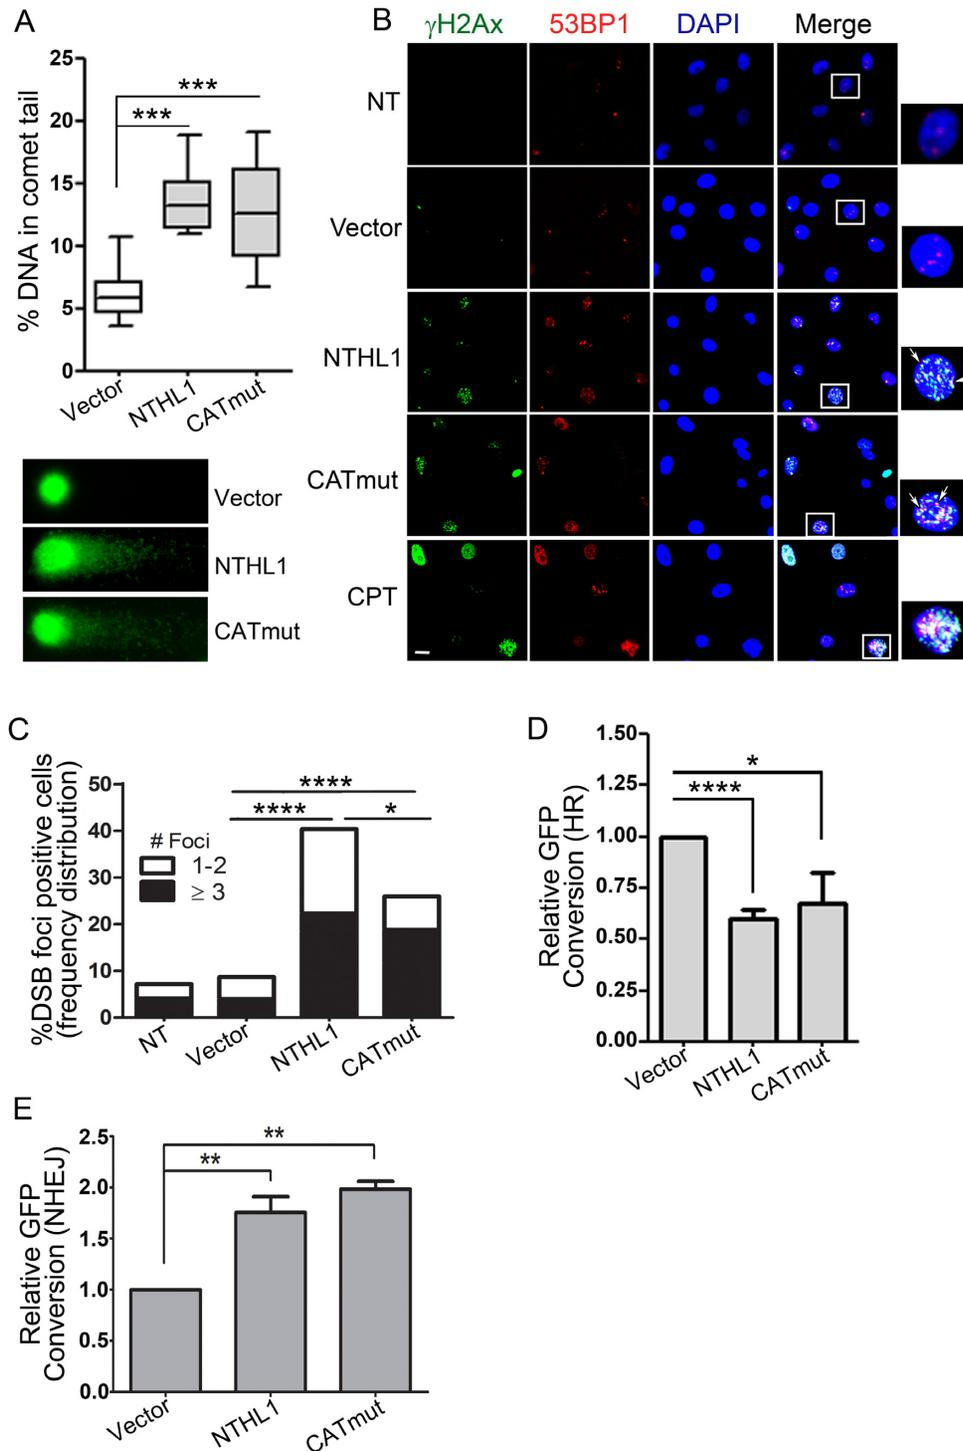 A
% DNA in comet tail
25
20
15
10
5
0
***
***
Vector
NTHL1
CATmut
Vector
NTHL1
CATmut
B
γH2Ax
53BP1
DAPI
Merge
NT
Vector
NTHL1
CATmut
CPT
C
%DSB foci positive cells
(frequency distribution)
50
40
30
20
10
0
****
****
*
# Foci
1-2
≥ 3
NT
Vector
NTHL1
CATmut
D
Relative GFP
Conversion (HR)
1.50
1.25
1.00
0.75
0.50
0.25
0.00
*
****
Vector
NTHL1
CATmut
E
Relative GFP
Conversion (NHEJ)
2.5
2.0
1.5
1.0
0.5
0.0
**
**
Vector
NTHL1
CATmut